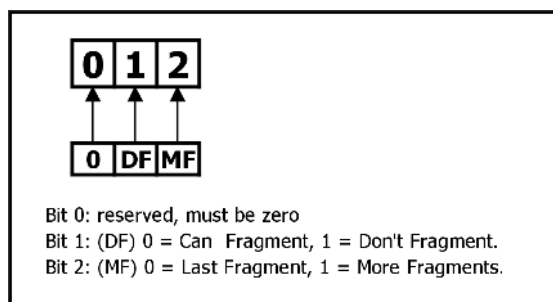 0 1 2
0 DF MF
Bit 0: reserved, must be zero
Bit 1: (DF) 0 = Can Fragment, 1 = Don't Fragment.
Bit 2: (MF) 0 = Last Fragment, 1 = More Fragments.